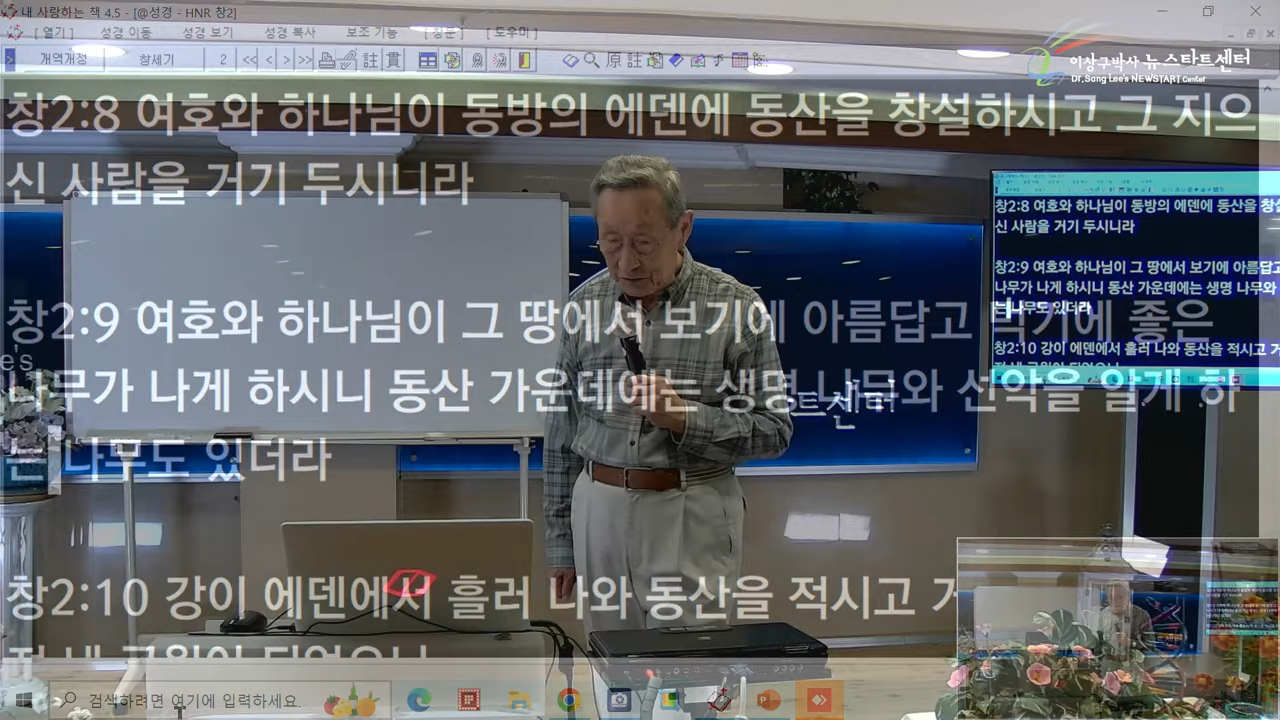 내 사랑하는 책 4.5 - [@성경 - HNR 창2]
[ 열기 ] 성경 이동 성경 보기 성경 복사 보조 기능 [ 창문 ] [ 도우미 ]
개역개정 창세기 2 << < > >> 原 註
이상구박사 뉴스타트센터
Dr. Sang Lee's NEWSTART Center
창2:8 여호와 하나님이 동방의 에덴에 동산을 창설하시고 그 지으
신 사람을 거기 두시니라
창2:9 여호와 하나님이 그 땅에서 보기에 아름답고 먹기에 좋은
나무가 나게 하시니 동산 가운데에는 생명 나무와 선악을 알게 하
는 나무도 있더라
창2:10 강이 에덴에서 흘러 나와 동산을 적시고 거
창2:8 여호와 하나님이 동방의 에덴에 동산을 창설
신 사람을 거기 두시니라
창2:9 여호와 하나님이 그 땅에서 보기에 아름답고
나무가 나게 하시니 동산 가운데에는 생명 나무와
는 나무도 있더라
창2:10 강이 에덴에서 흘러 나와 동산을 적시고 거
e's
트센터
검색하려면 여기에 입력하세요.